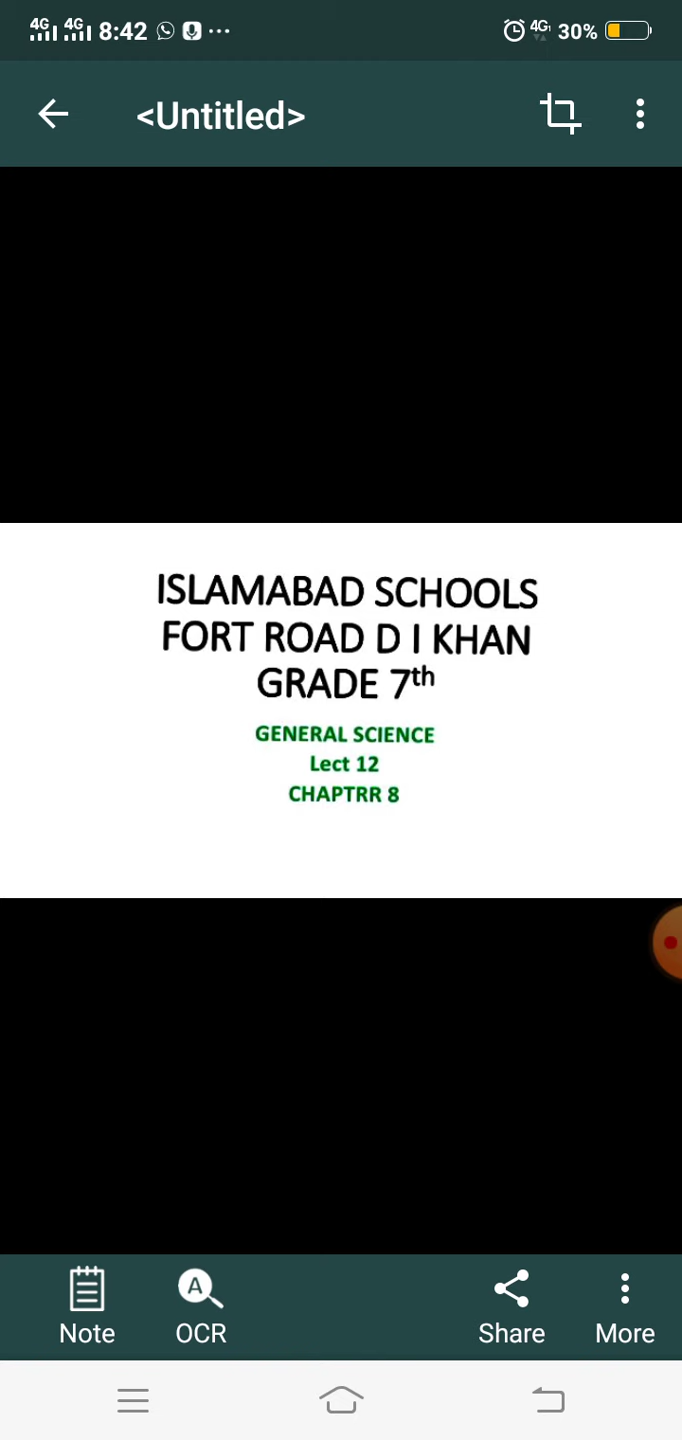 4G 4G 8:42 ... 4G 30%
<Untitled>
ISLAMABAD SCHOOLS
FORT ROAD D I KHAN
GRADE 7th
GENERAL SCIENCE
Lect 12
CHAPTRR 8
A
Note OCR Share More